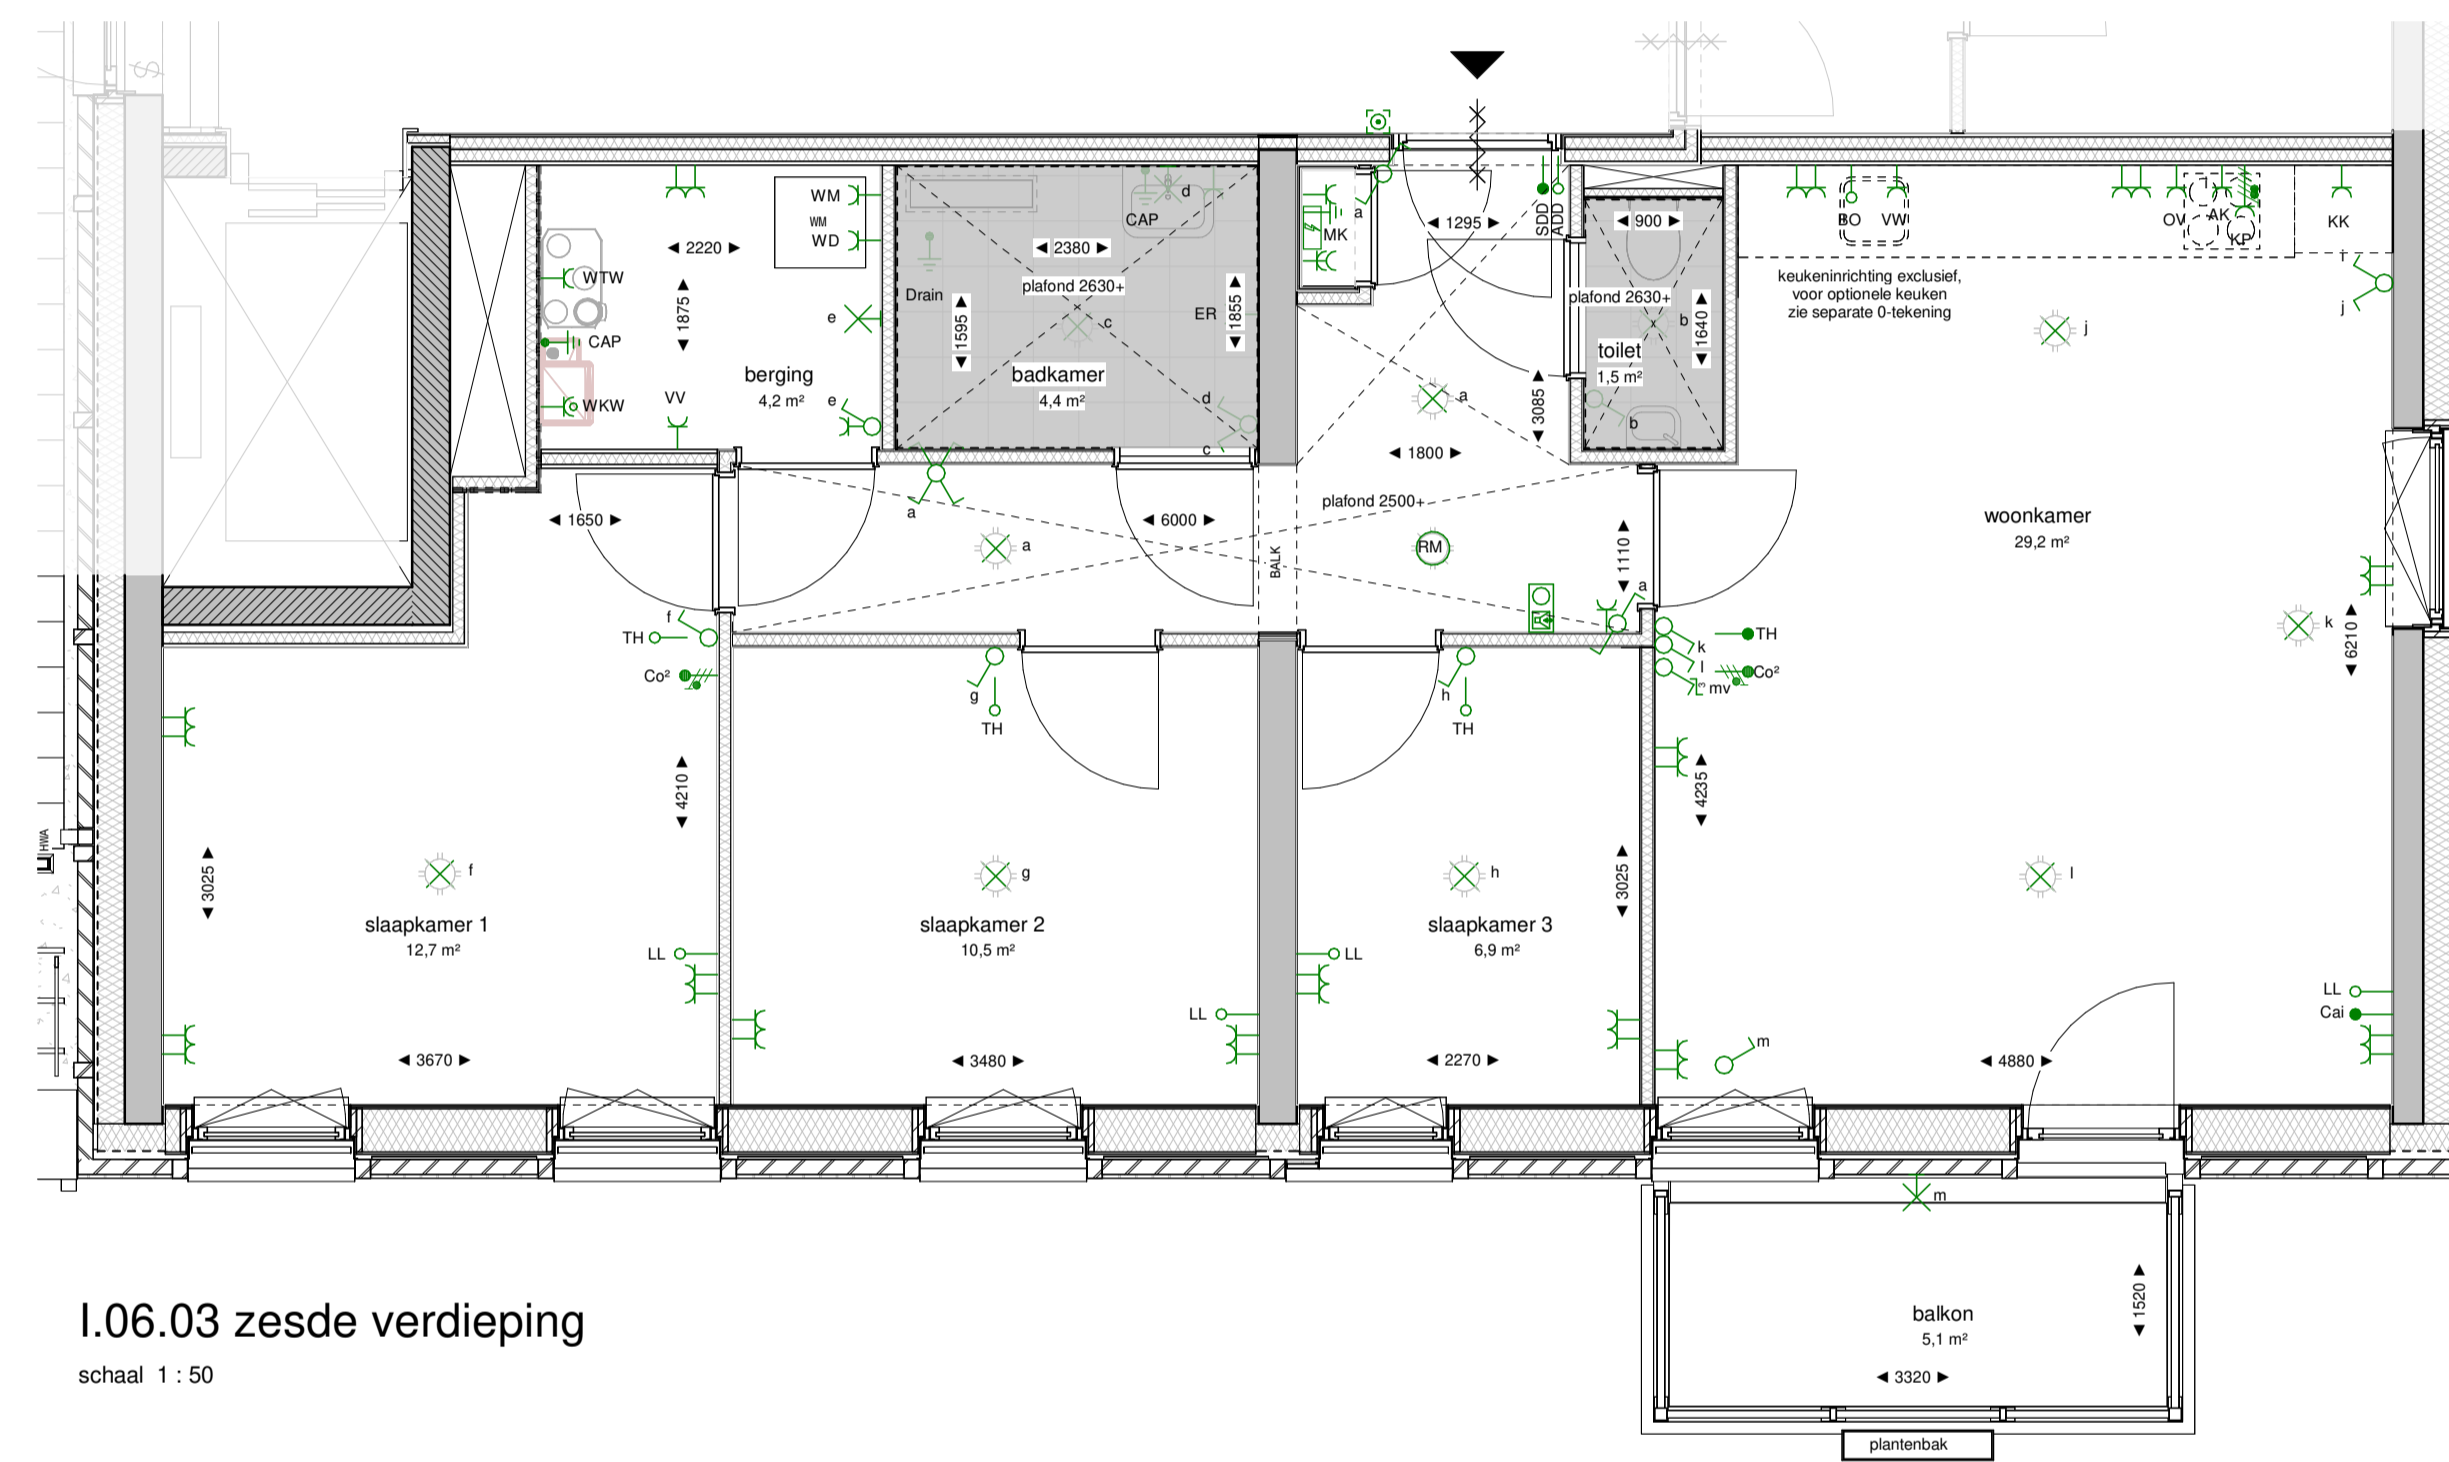 WM
WM
WD
WTW
CAP
WKW
VV
2220
1875
berging
4,2 m²
e
e
d
CAP
2380
plafond 2630+
Drain
ER
1595
1855
c
badkamer
4,4 m²
d
c
a
MK
1295
SDD
ADD
900
plafond 2630+
b
1640
toilet
1,5 m²
b
a
3085
1800
plafond 2500+
BO
VW
OV
AK
KP
KK
keukeninrichting exclusief,
voor optionele keuken
zie separate 0-tekening
j
j
j
woonkamer
29,2 m²
k
6210
1650
a
a
6000
BALK
RM
1110
a
f
TH
Co²
g
TH
h
TH
k
l
3 mv
TH
Co²
4210
4235
HWA
3025
f
slaapkamer 1
12,7 m²
LL
3670
g
slaapkamer 2
10,5 m²
LL
3480
h
3025
slaapkamer 3
6,9 m²
LL
2270
l
LL
Cai
m
4880
m
balkon
5,1 m²
1520
3320
plantenbak
I.06.03 zesde verdieping
schaal 1 : 50